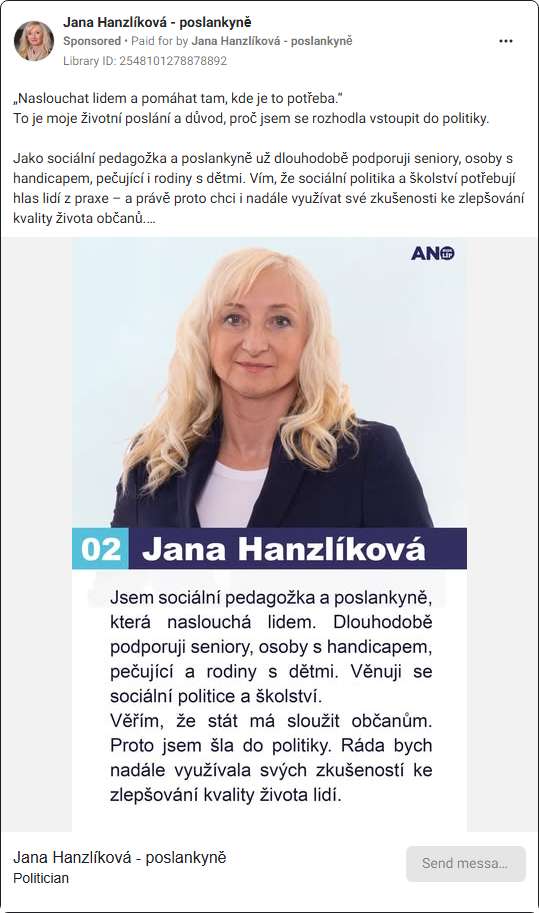 Jana Hanzlíková - poslankyně
Sponsored • Paid for by Jana Hanzlíková - poslankyně
Library ID: 2548101278878892
„Naslouchat lidem a pomáhat tam, kde je to potřeba.“
To je moje životní poslání a důvod, proč jsem se rozhodla vstoupit do politiky.
Jako sociální pedagožka a poslankyně už dlouhodobě podporuji seniory, osoby s
handicapem, pečující i rodiny s dětmi. Vím, že sociální politika a školství potřebují
hlas lidí z praxe – a právě proto chci i nadále využívat své zkušenosti ke zlepšování
kvality života občanů....
ANO
02 Jana Hanzlíková
Jsem sociální pedagožka a poslankyně,
která naslouchá lidem. Dlouhodobě
podporuji seniory, osoby s handicapem,
pečující a rodiny s dětmi. Věnuji se
sociální politice a školství.
Věřím, že stát má sloužit občanům.
Proto jsem šla do politiky. Ráda bych
nadále využívala svých zkušeností ke
zlepšování kvality života lidí.
Jana Hanzlíková - poslankyně
Politician
Send messa...